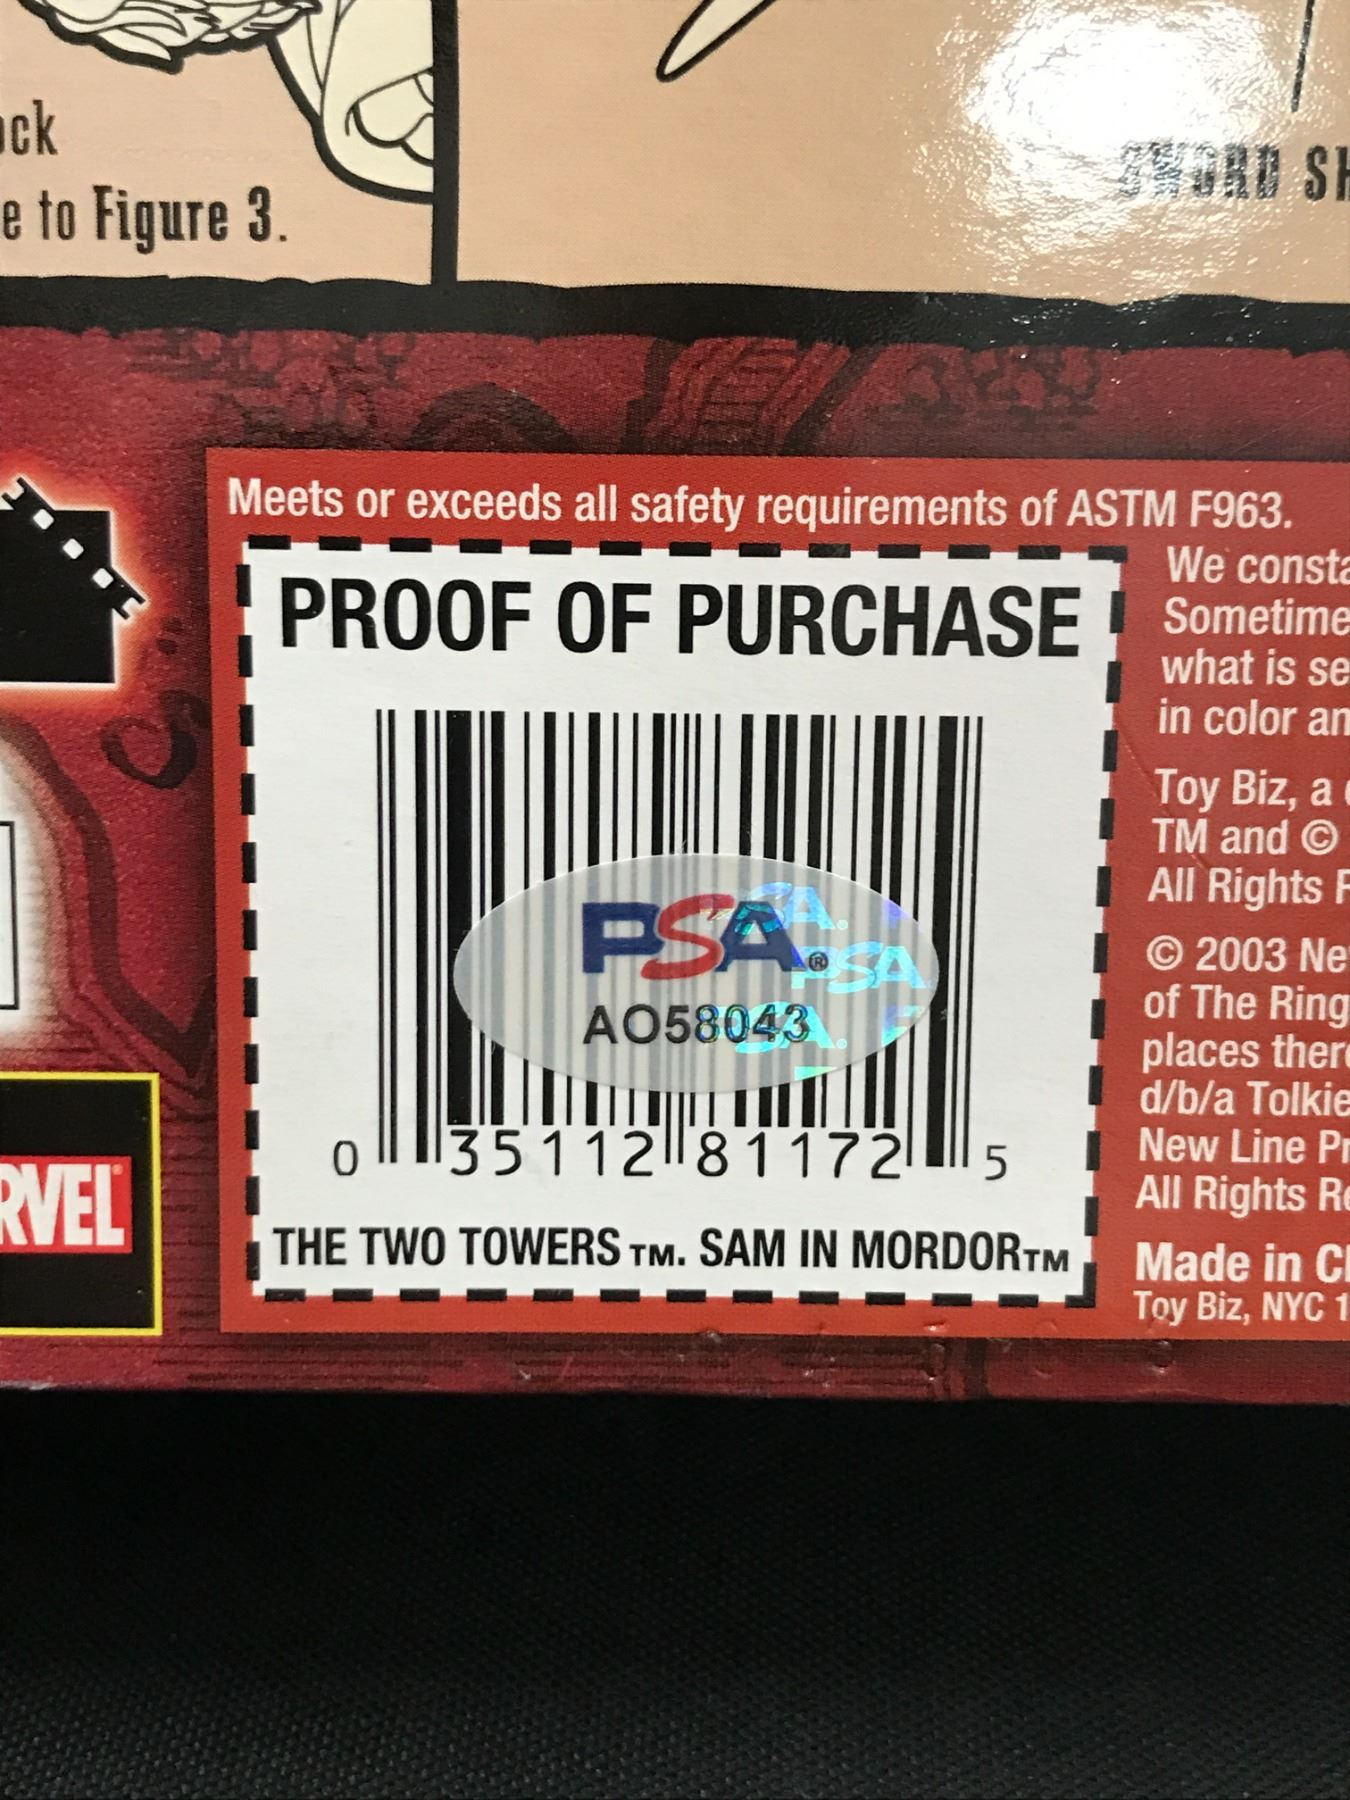 ock
e to Figure 3.
SWORD SH
Meets or exceeds all safety requirements of ASTM F963.
PROOF OF PURCHASE
PSA®
AO58043
0 35112 81172 5
THE TWO TOWERS TM. SAM IN MORDOR TM
We consta
Sometime
what is se
in color an
Toy Biz, a
TM and ©
All Rights R
© 2003 Ne
of The Ring
places there
d/b/a Tolkie
New Line Pr
All Rights Re
Made in Ch
Toy Biz, NYC 1
RVEL